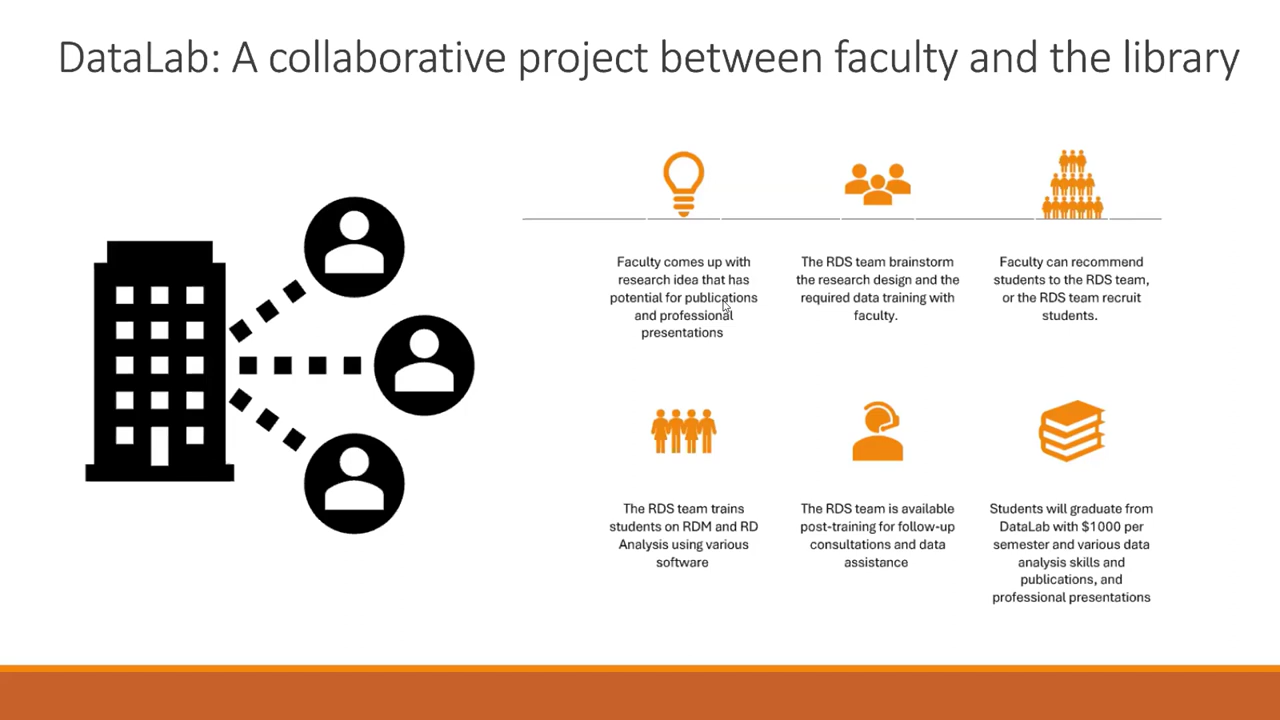 DataLab: A collaborative project between faculty and the library
Faculty comes up with
research idea that has
potential for publications
and professional
presentations
The RDS team brainstorm
the research design and the
required data training with
faculty.
Faculty can recommend
students to the RDS team,
or the RDS team recruit
students.
The RDS team trains
students on RDM and RD
Analysis using various
software
The RDS team is available
post-training for follow-up
consultations and data
assistance
Students will graduate from
DataLab with $1000 per
semester and various data
analysis skills and
publications, and
professional presentations